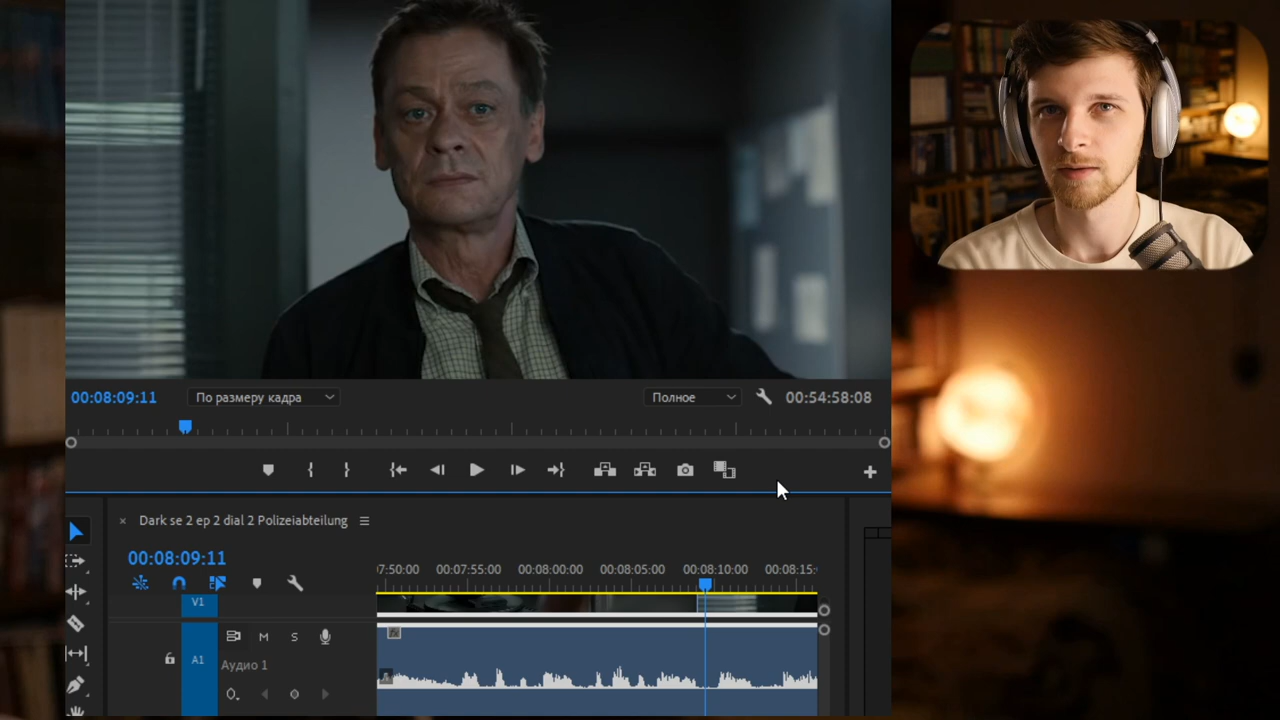 00:08:09:11
По размеру кадра
Полное
00:54:58:08
× Dark se 2 ep 2 dial 2 Polizeiabteilung
00:08:09:11
7:50:00 00:07:55:00 00:08:00:00 00:08:05:00 00:08:10:00 00:08:15:
V1
M S
A1
Аудио 1
fx